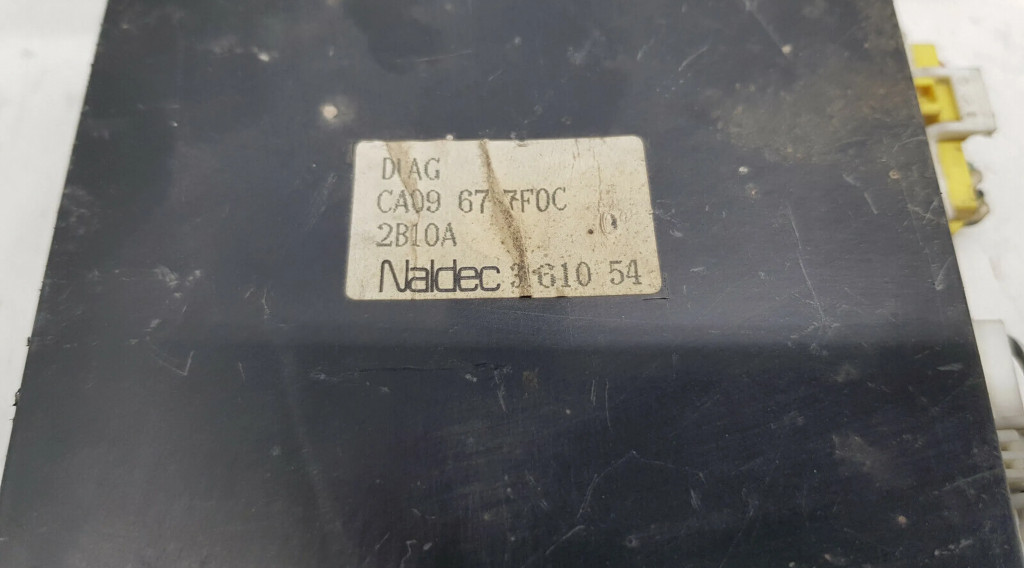 DIAG
CA09 67 7F0C
2B10A
Naldec 3 610 54